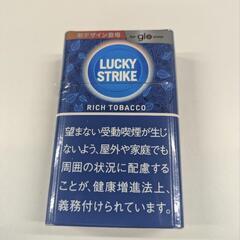 新デザイン登場
for glo
LUCKY
STRIKE
RICH TOBACCO
望まない受動喫煙が生じ
ないよう、屋外や家庭でも
周囲の状況に配慮する
ことが、健康増進法上、
義務付けられています。